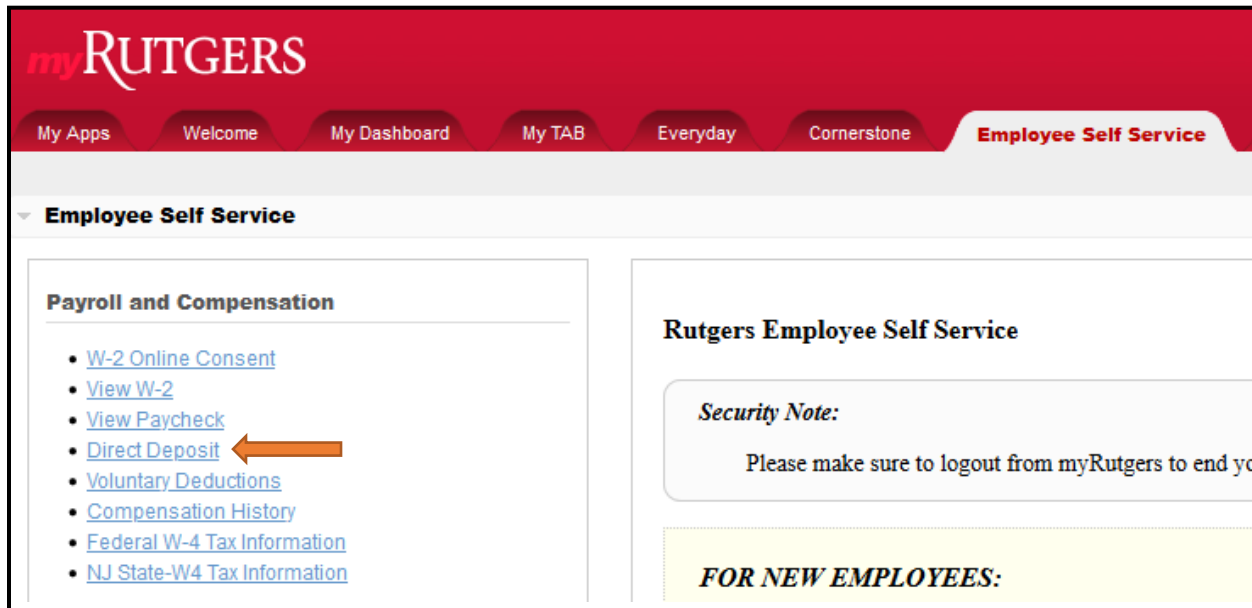 myRUTGERS
My Apps Welcome My Dashboard My TAB Everyday Cornerstone Employee Self Service
Employee Self Service
Payroll and Compensation
W-2 Online Consent
View W-2
View Paycheck
Direct Deposit
Voluntary Deductions
Compensation History
Federal W-4 Tax Information
NJ State-W4 Tax Information
Rutgers Employee Self Service
Security Note:
Please make sure to logout from myRutgers to end yo
FOR NEW EMPLOYEES: